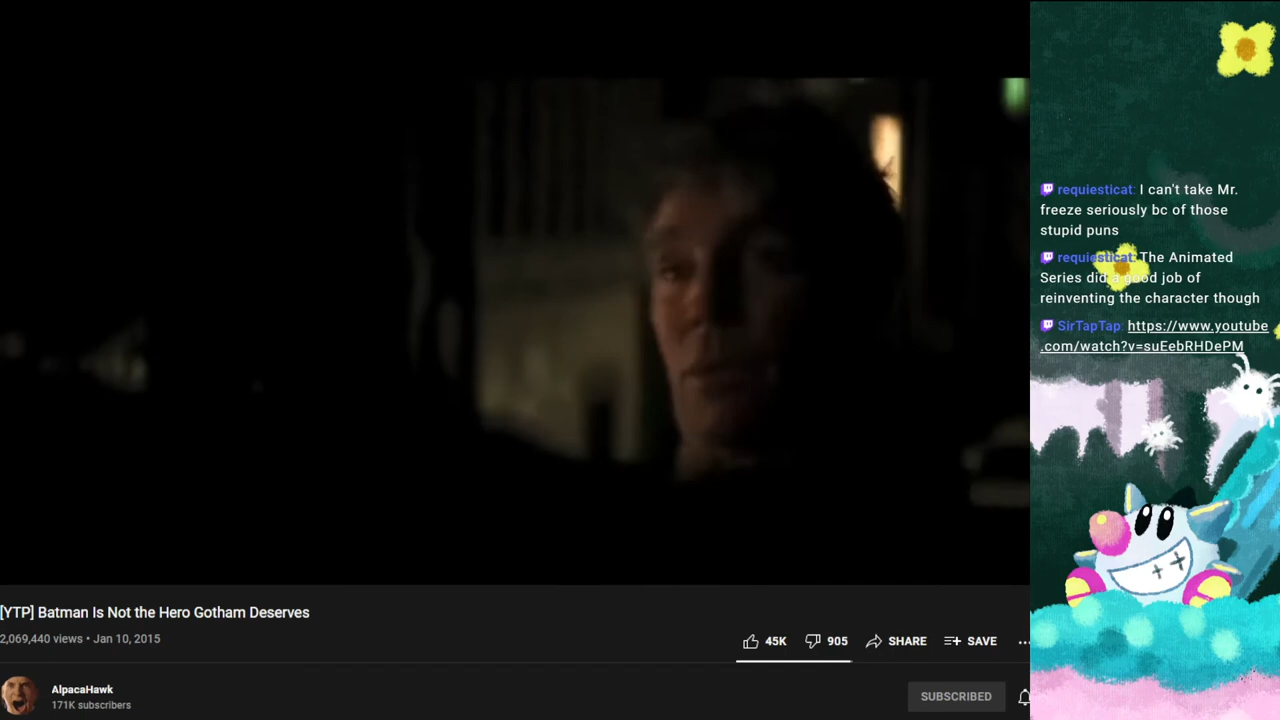 requiesticat: I can't take Mr.
freeze seriously bc of those
stupid puns
requiesticat: The Animated
Series did a good job of
reinventing the character though
SirTapTap: https://www.youtube
.com/watch?v=suEebRHDePM
[YTP] Batman Is Not the Hero Gotham Deserves
2,069,440 views • Jan 10, 2015
45K 905 SHARE SAVE ...
AlpacaHawk
171K subscribers
SUBSCRIBED